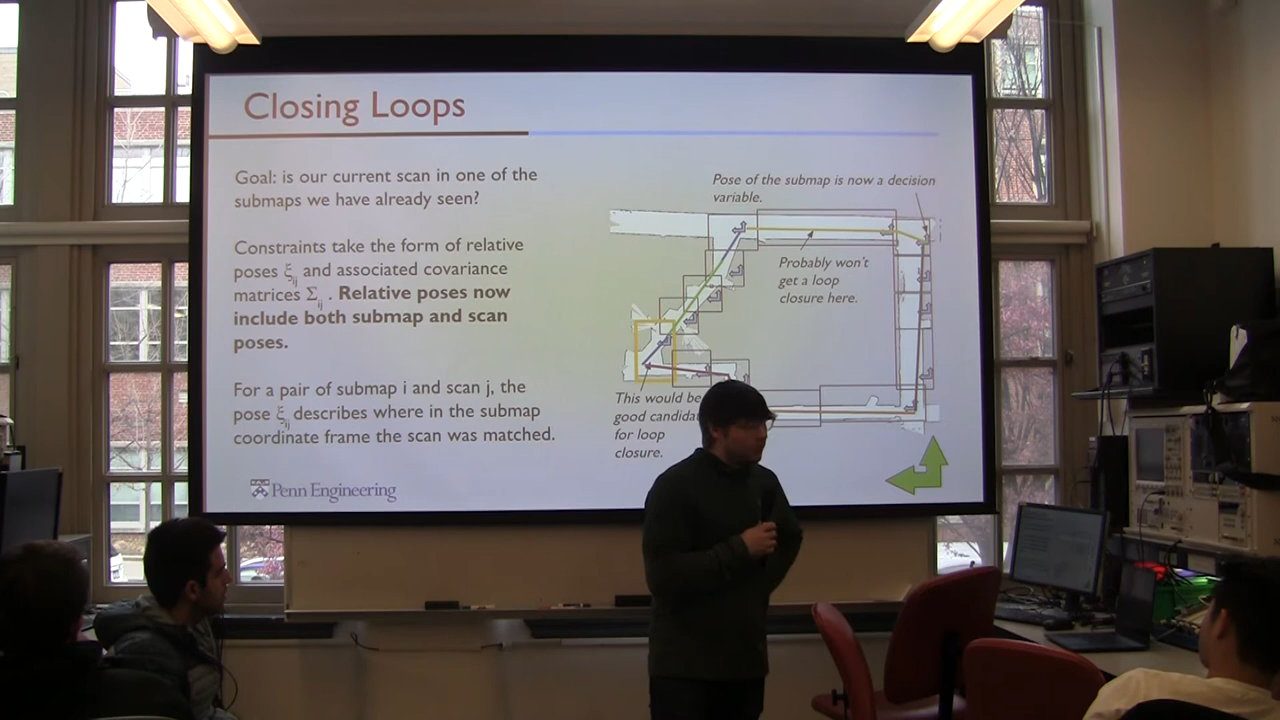 Closing Loops
Goal: is our current scan in one of the
submaps we have already seen?
Constraints take the form of relative
poses ξij and associated covariance
matrices Σij . Relative poses now
include both submap and scan
poses.
For a pair of submap i and scan j, the
pose ξij describes where in the submap
coordinate frame the scan was matched.
Penn Engineering
Pose of the submap is now a decision
variable.
Probably won't
get a loop
closure here.
This would be
good candida
for loop
closure.